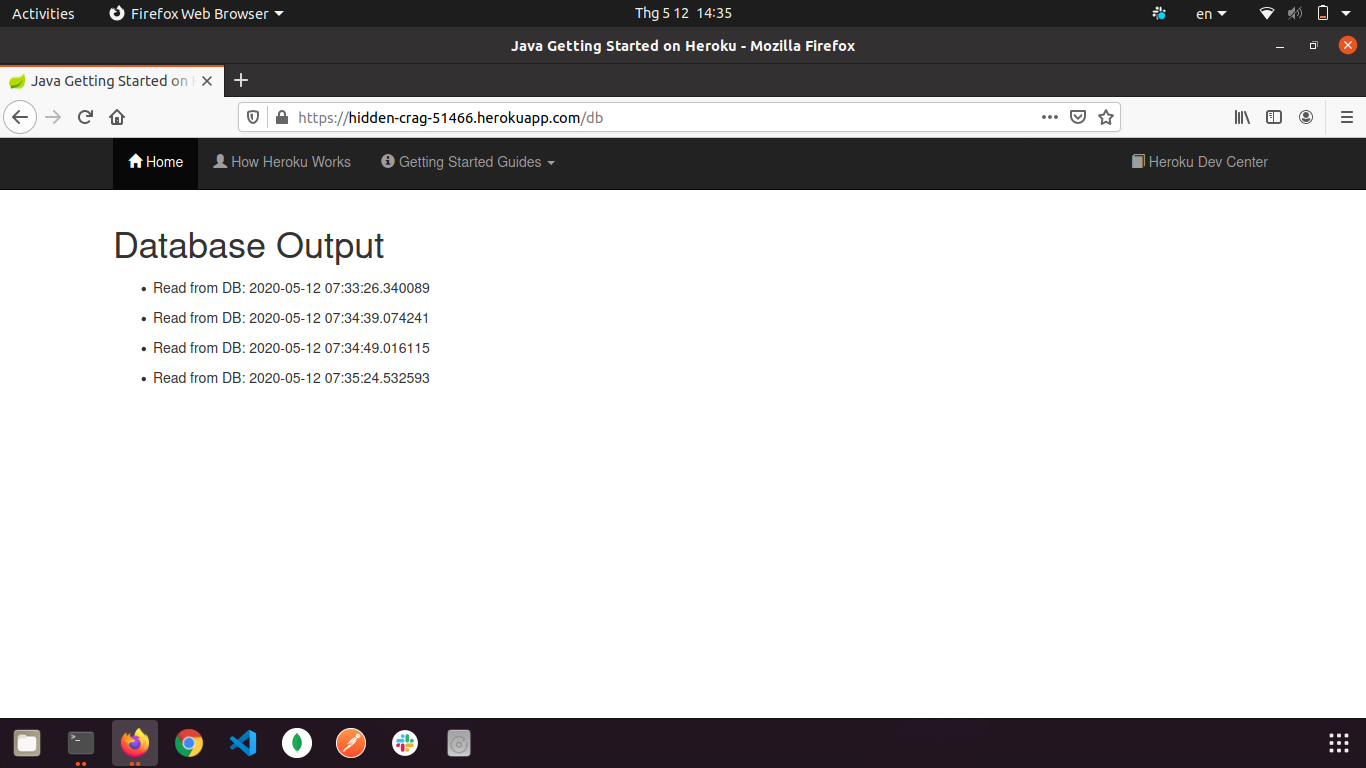 Activities Firefox Web Browser Thg 5 12 14:35 en
Java Getting Started on Heroku - Mozilla Firefox
Java Getting Started on
https://hidden-crag-51466.herokuapp.com/db
Home How Heroku Works Getting Started Guides Heroku Dev Center
Database Output
• Read from DB: 2020-05-12 07:33:26.340089
• Read from DB: 2020-05-12 07:34:39.074241
• Read from DB: 2020-05-12 07:34:49.016115
• Read from DB: 2020-05-12 07:35:24.532593